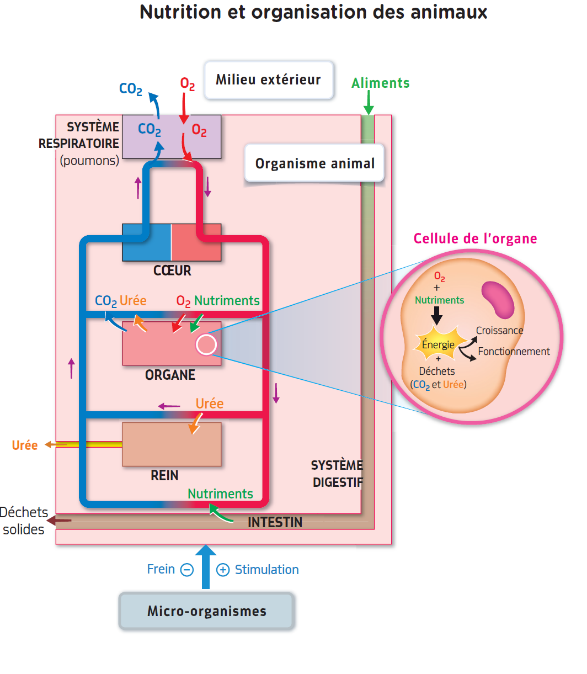 Nutrition et organisation des animaux
CO2
O2
Milieu extérieur
Aliments
SYSTÈME
RESPIRATOIRE
(poumons)
CO2
O2
Organisme animal
CŒUR
Cellule de l'organe
O2
+
Nutriments
Énergie
+
Déchets
(CO2 et Urée)
Croissance
Fonctionnement
CO2 Urée
O2 Nutriments
ORGANE
Urée
Urée
REIN
SYSTÈME
DIGESTIF
Nutriments
Déchets
solides
INTESTIN
Frein −
+ Stimulation
Micro-organismes